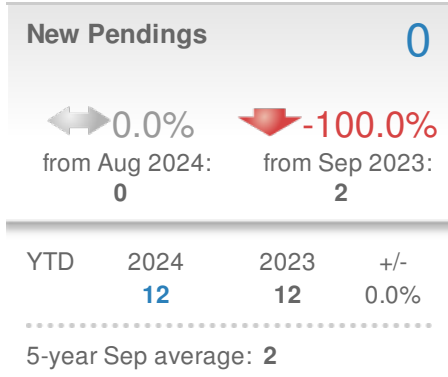 New Pendings 0
0.0% -100.0%
from Aug 2024: from Sep 2023:
0 2
YTD 2024 2023 +/-
12 12 0.0%
5-year Sep average: 2